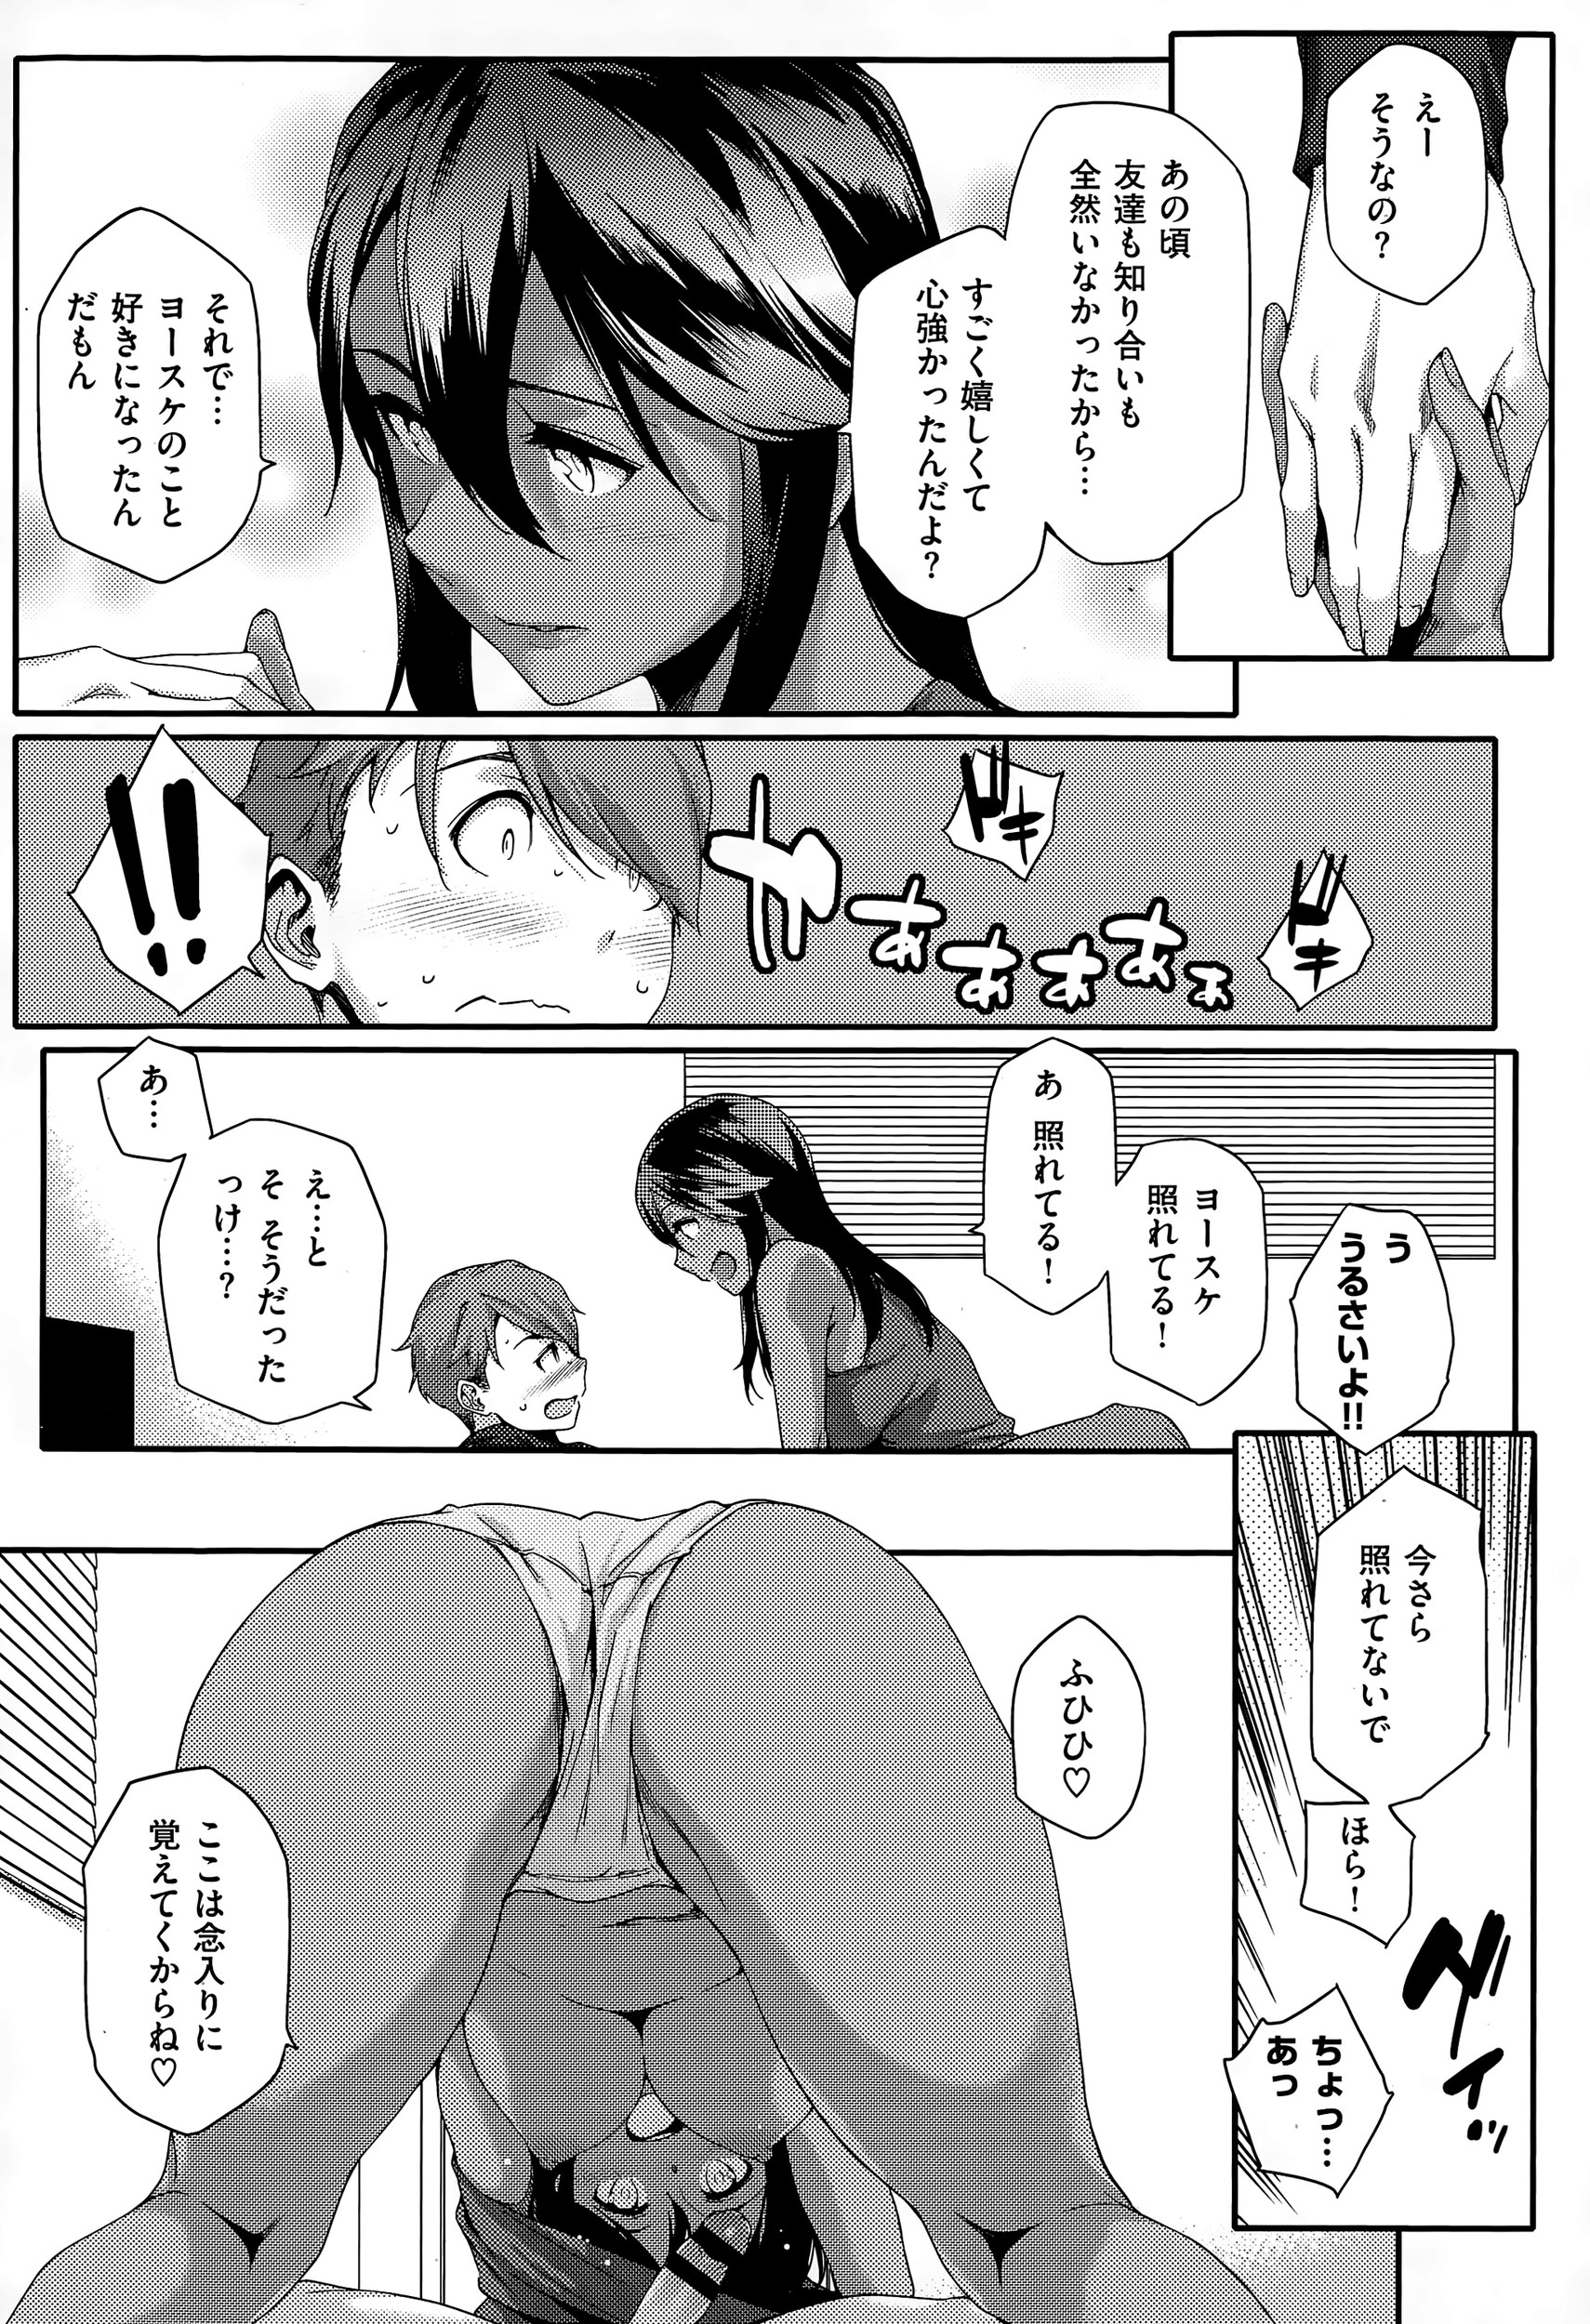 えー
そうなの?
あの頃
友達も知り合いも
全然いなかったから…
すごく嬉しくて
心強かったんだよ?
それで…
ヨースケのこと
好きになったん
だもん
ドキ
ドキ
カああああぁ
!!
う
うるさいよ!!
ヨースケ
照れてる!
あ 照れてる!
え…と
そ そうだった
っけ…?
あ…
今さら
照れてないで
ほら!
グイッ
ちょっ…
あっ
ふひひ♡
ここは念入りに
覚えてくからね♡